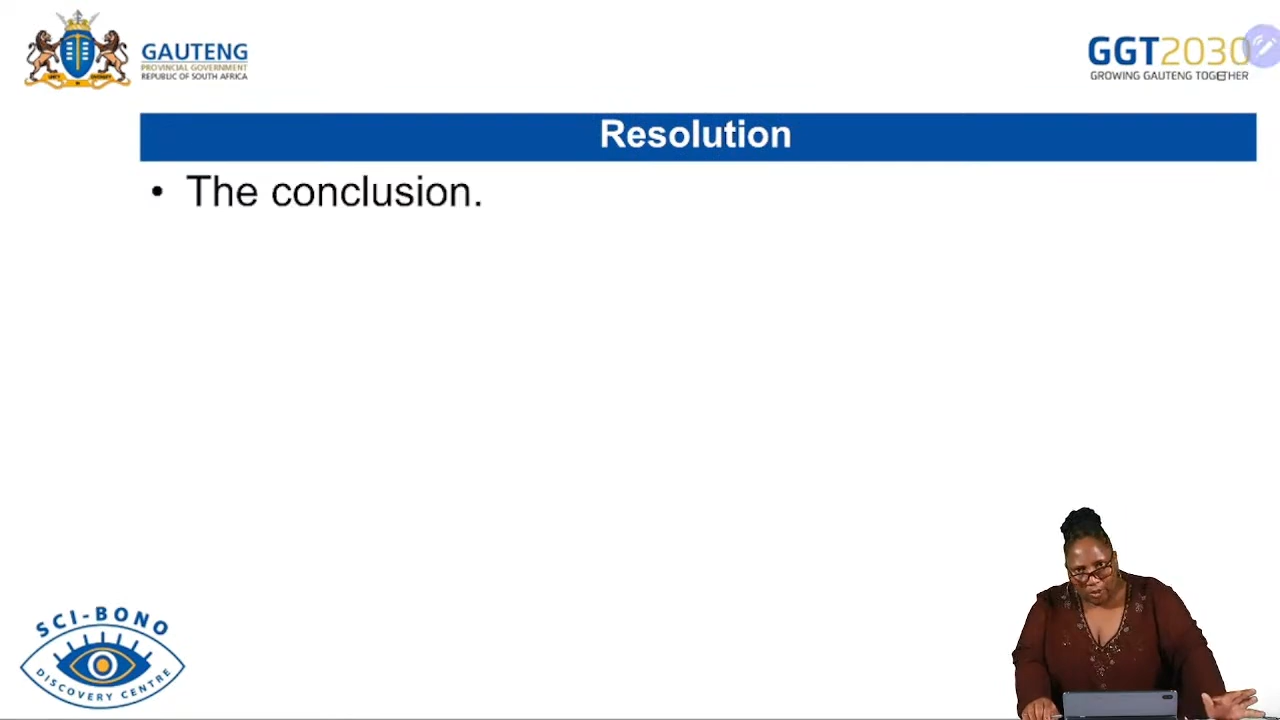 GAUTENG
PROVINCIAL GOVERNMENT
REPUBLIC OF SOUTH AFRICA
GGT2030
GROWING GAUTENG TOGETHER
Resolution
• The conclusion.
SCI-BONO
DISCOVERY CENTRE